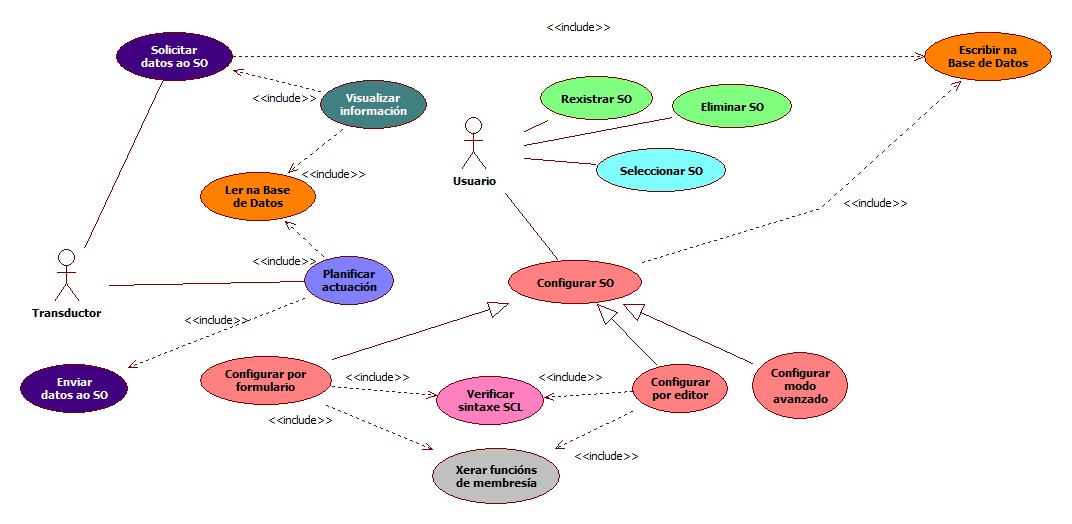 <<include>>
Solicitar
datos ao SO
Escribir na
Base de Datos
<<include>>
Visualizar
información
Rexistrar SO
Eliminar SO
<<include>>
Usuario
Seleccionar SO
Ler na Base
de Datos
<<include>>
<<include>>
Planificar
actuación
Configurar SO
Transductor
<<include>>
Enviar
datos ao SO
Configurar por
formulario
<<include>>
Verificar
sintaxe SCL
<<include>>
Configurar
por editor
Configurar
modo
avanzado
<<include>>
<<include>>
Xerar funcións
de membresía